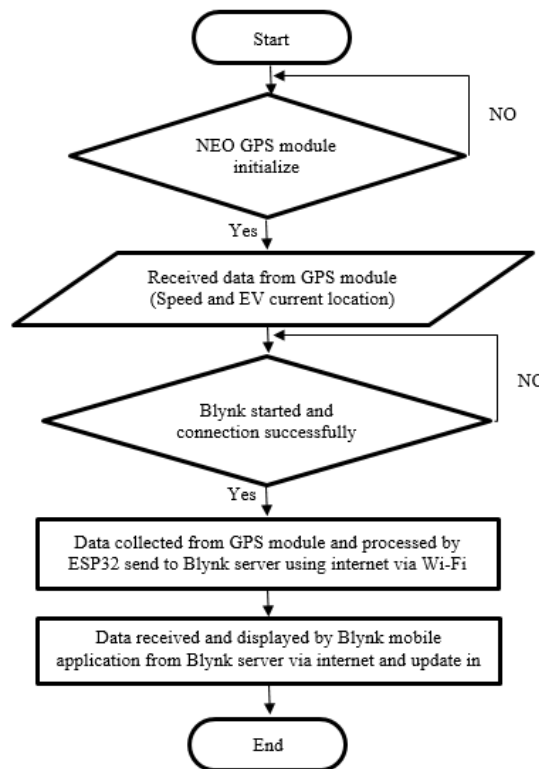 Start
NO
NEO GPS module
initialize
Yes
Received data from GPS module
(Speed and EV current location)
NO
Blynk started and
connection successfully
Yes
Data collected from GPS module and processed by
ESP32 send to Blynk server using internet via Wi-Fi
Data received and displayed by Blynk mobile
application from Blynk server via internet and update in
End